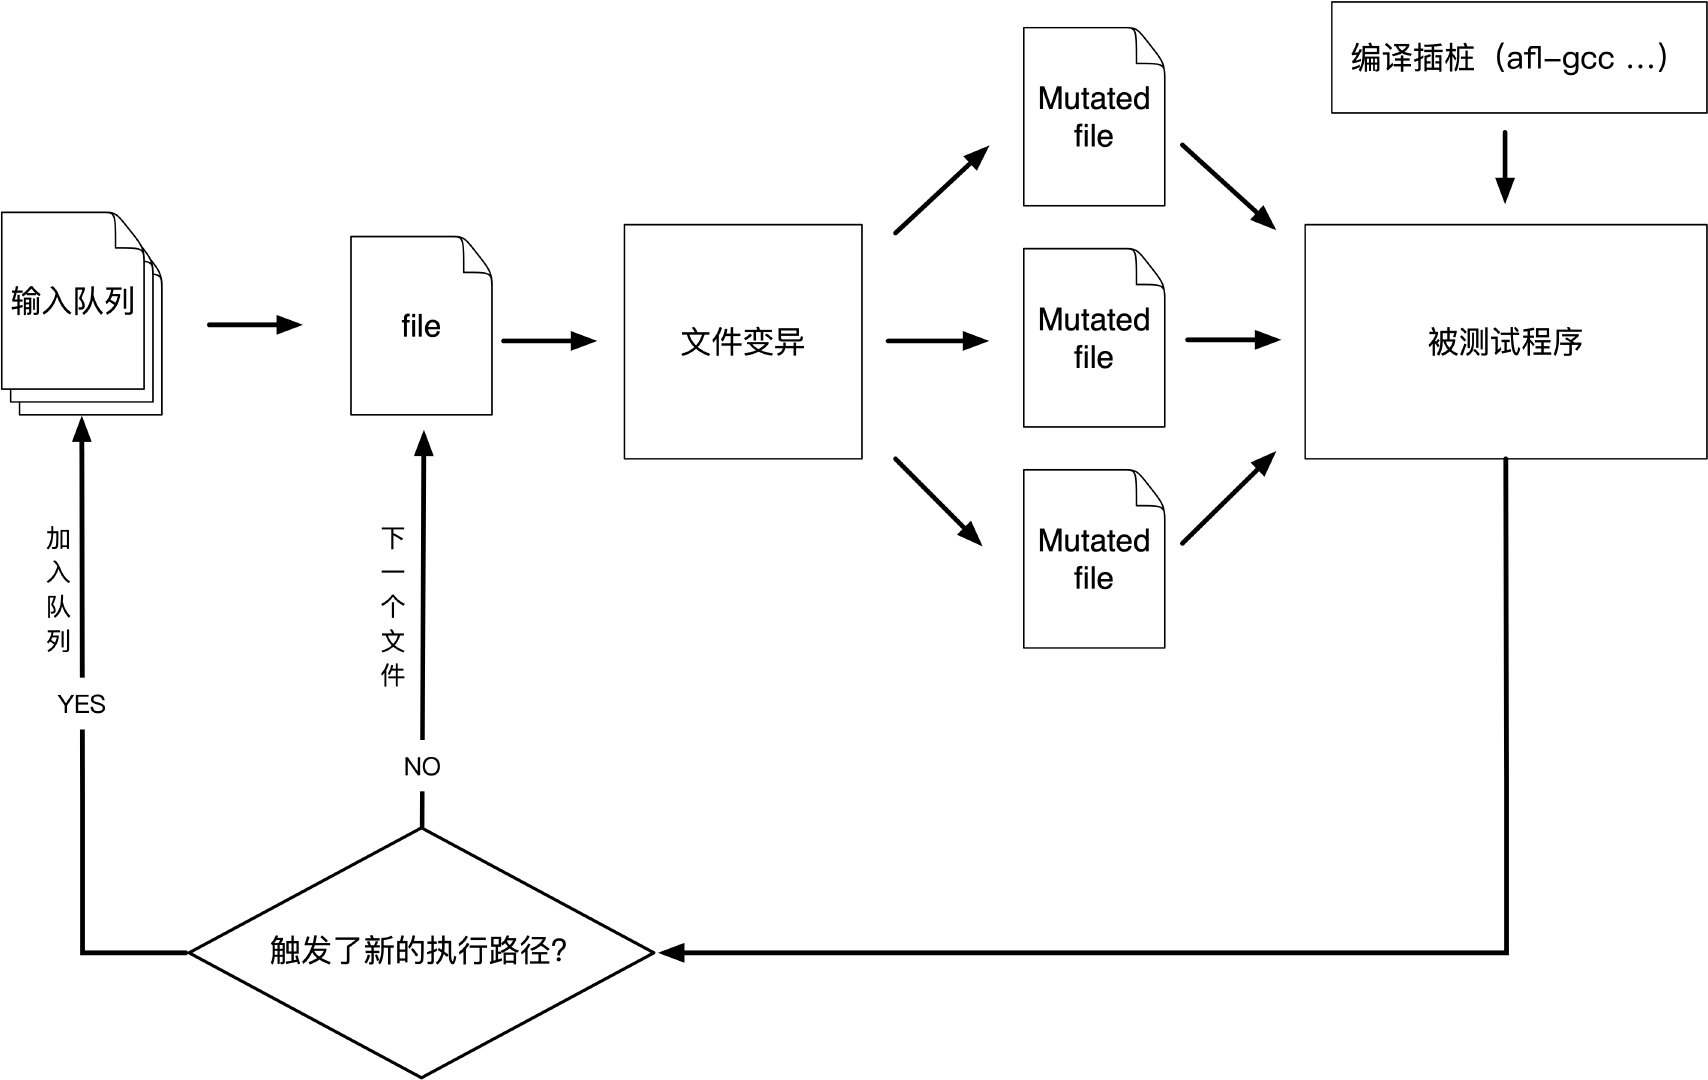 编译插桩（afl-gcc ...）
Mutated
file
输入队列
file
文件变异
Mutated
file
被测试程序
Mutated
file
加入队列
YES
下一个文件
NO
触发了新的执行路径?